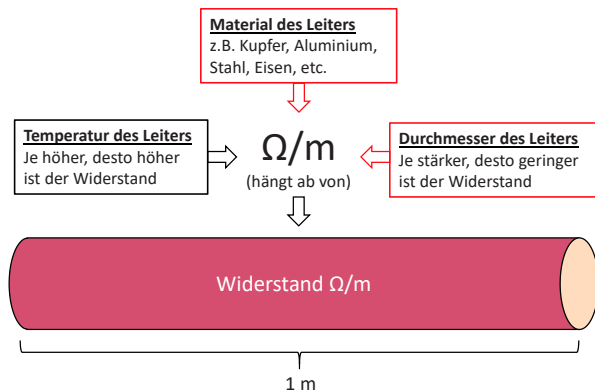 Material des Leiters
z.B. Kupfer, Aluminium,
Stahl, Eisen, etc.
Temperatur des Leiters
Je höher, desto höher
ist der Widerstand
Ω/m
(hängt ab von)
Durchmesser des Leiters
Je stärker, desto geringer
ist der Widerstand
Widerstand Ω/m
1 m